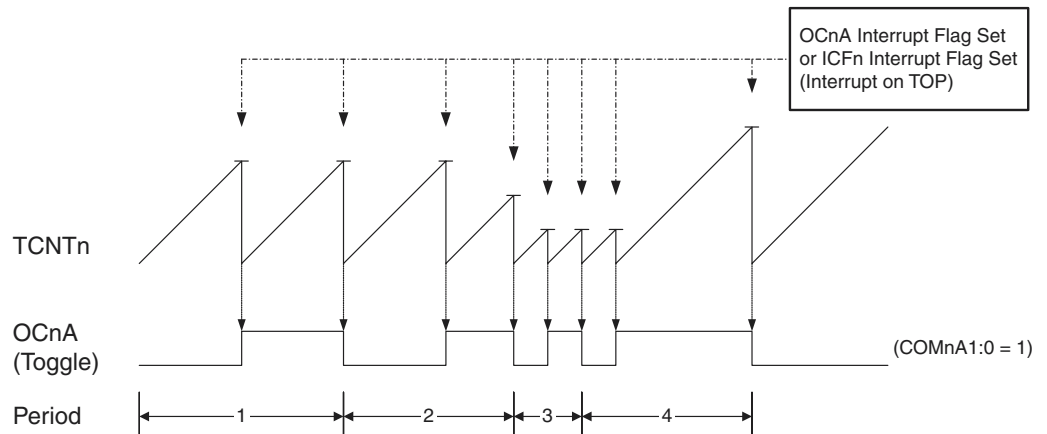 OCnA Interrupt Flag Set
or ICFn Interrupt Flag Set
(Interrupt on TOP)
TCNTn
OCnA
(Toggle)
(COMnA1:0 = 1)
Period
1
2
3
4